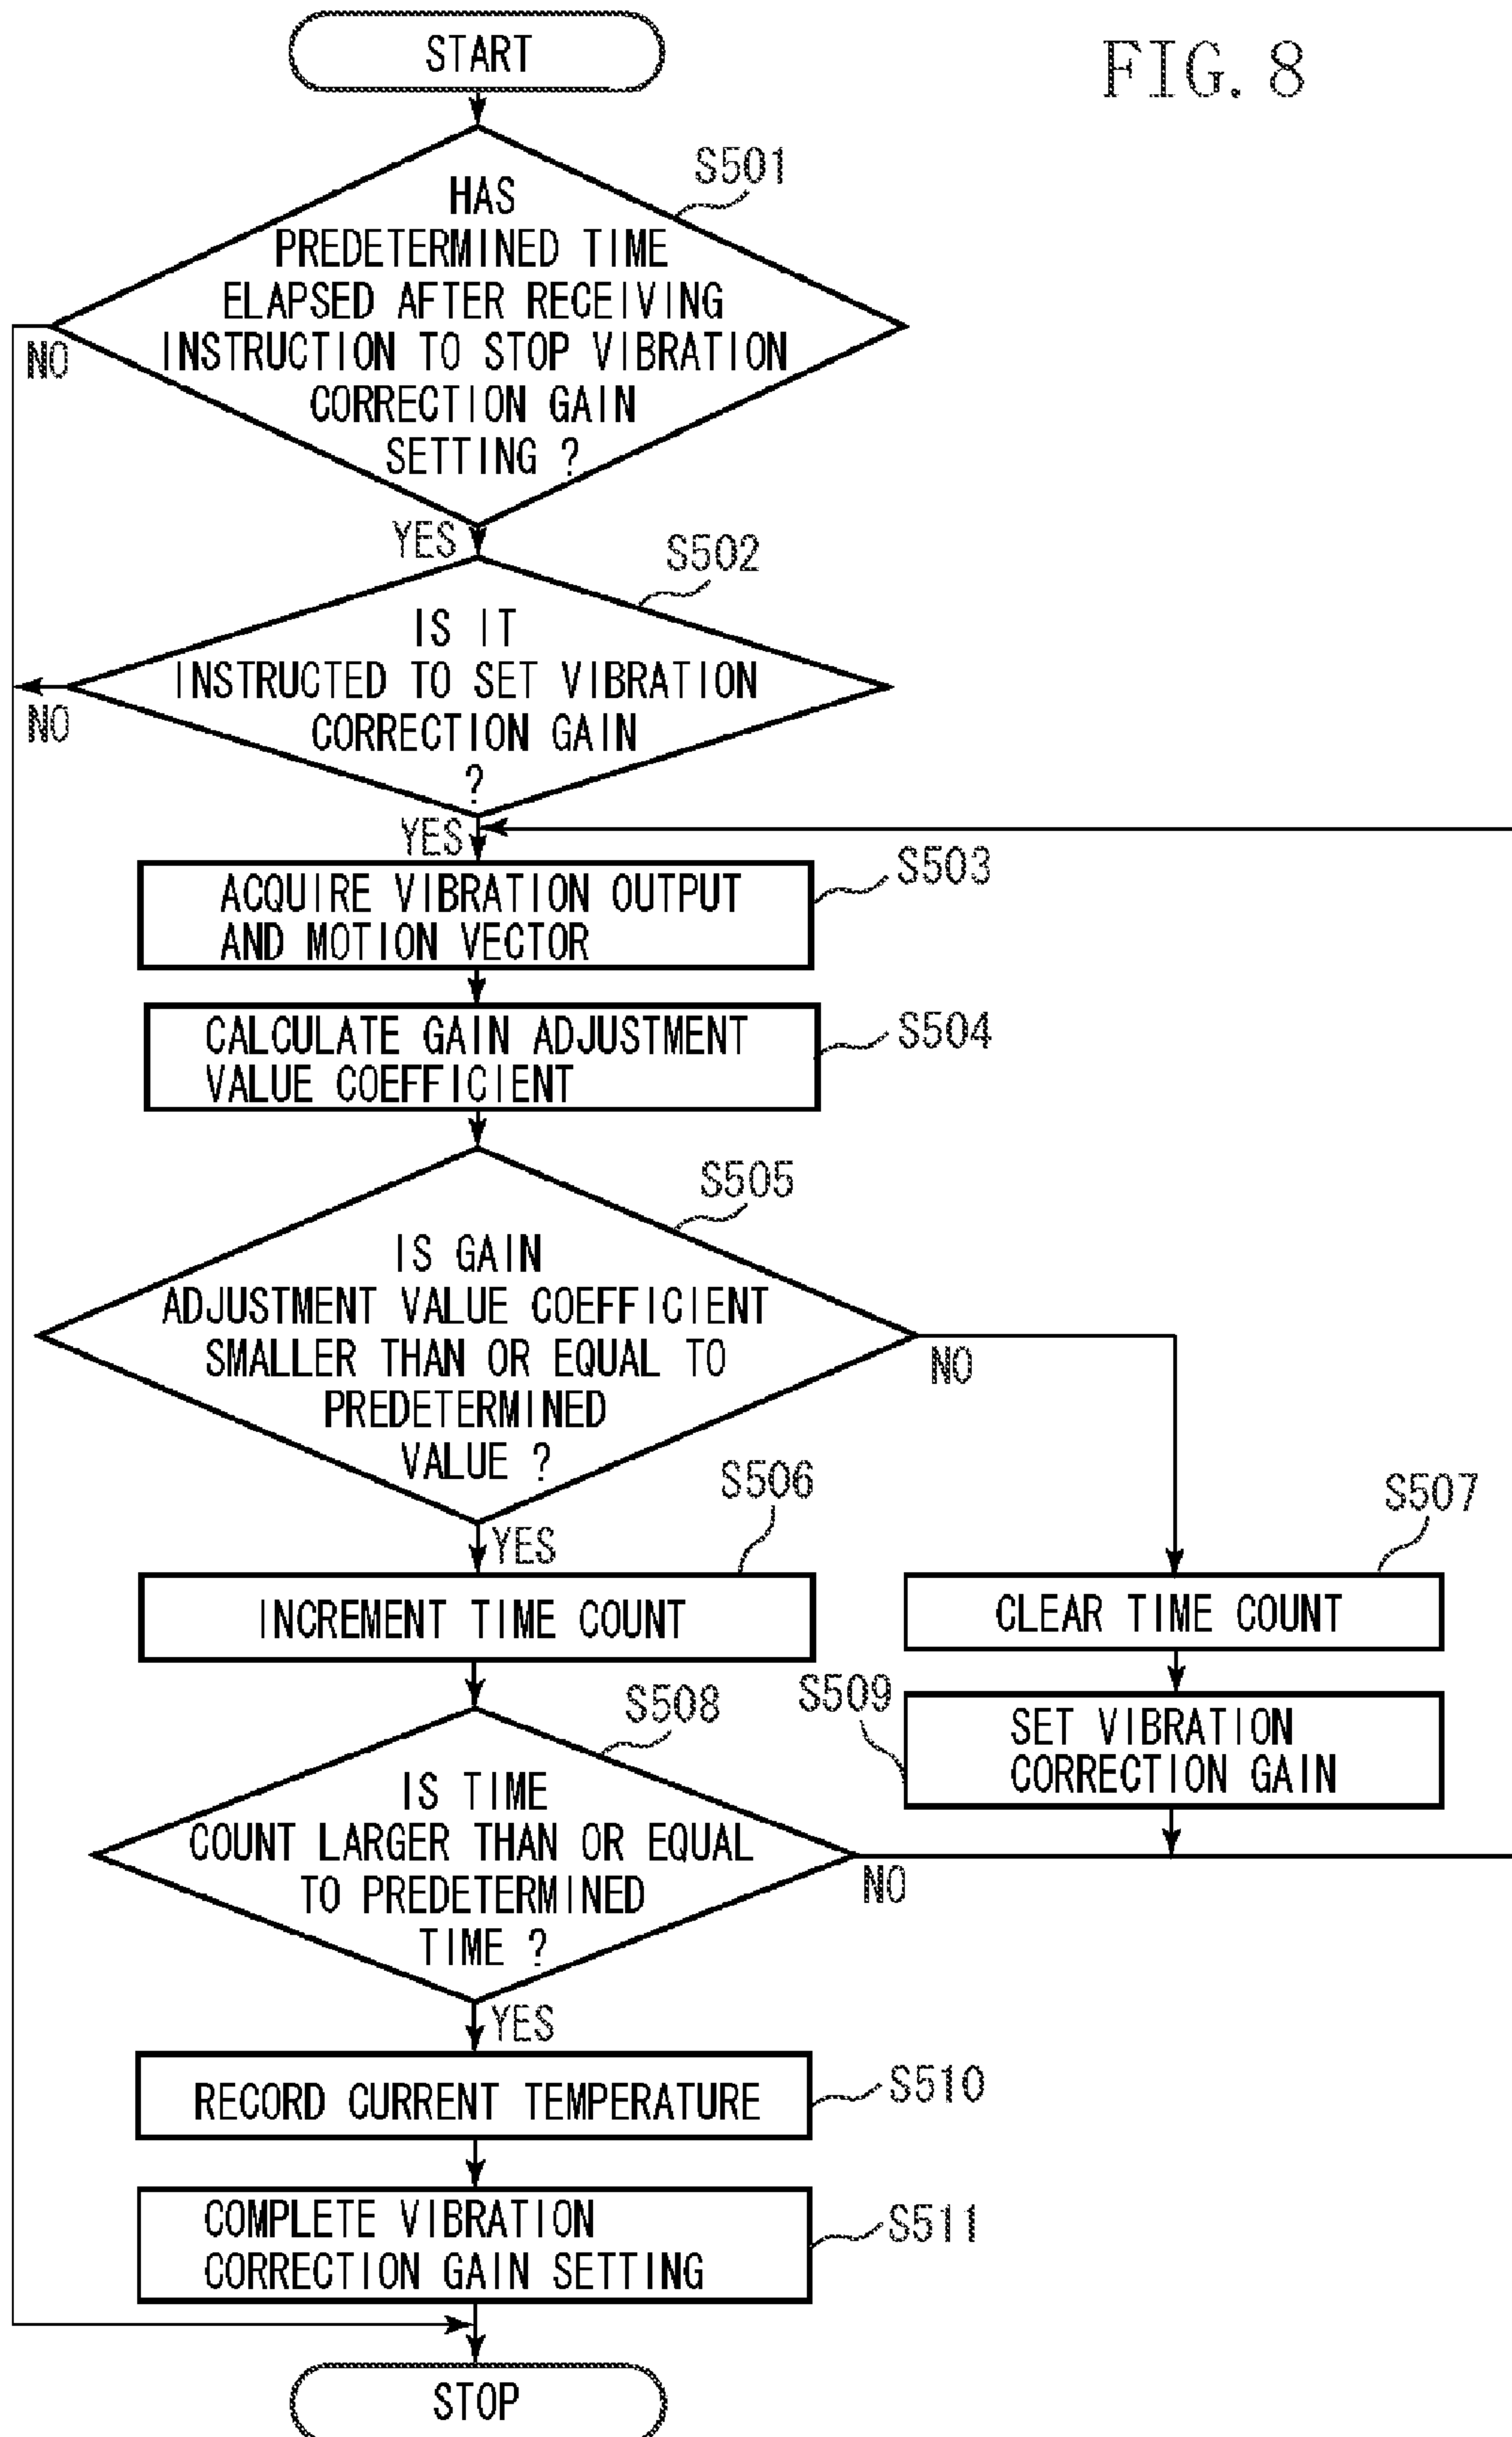 START
FIG. 8
S501
HAS
PREDETERMINED TIME
ELAPSED AFTER RECEIVING
INSTRUCTION TO STOP VIBRATION
CORRECTION GAIN
SETTING ?
NO
YES
S502
IS IT
INSTRUCTED TO SET VIBRATION
CORRECTION GAIN
?
NO
YES
S503
ACQUIRE VIBRATION OUTPUT
AND MOTION VECTOR
S504
CALCULATE GAIN ADJUSTMENT
VALUE COEFFICIENT
S505
IS GAIN
ADJUSTMENT VALUE COEFFICIENT
SMALLER THAN OR EQUAL TO
PREDETERMINED
VALUE ?
NO
YES
S506
INCREMENT TIME COUNT
S507
CLEAR TIME COUNT
S509
SET VIBRATION
CORRECTION GAIN
S508
IS TIME
COUNT LARGER THAN OR EQUAL
TO PREDETERMINED
TIME ?
NO
YES
S510
RECORD CURRENT TEMPERATURE
S511
COMPLETE VIBRATION
CORRECTION GAIN SETTING
STOP